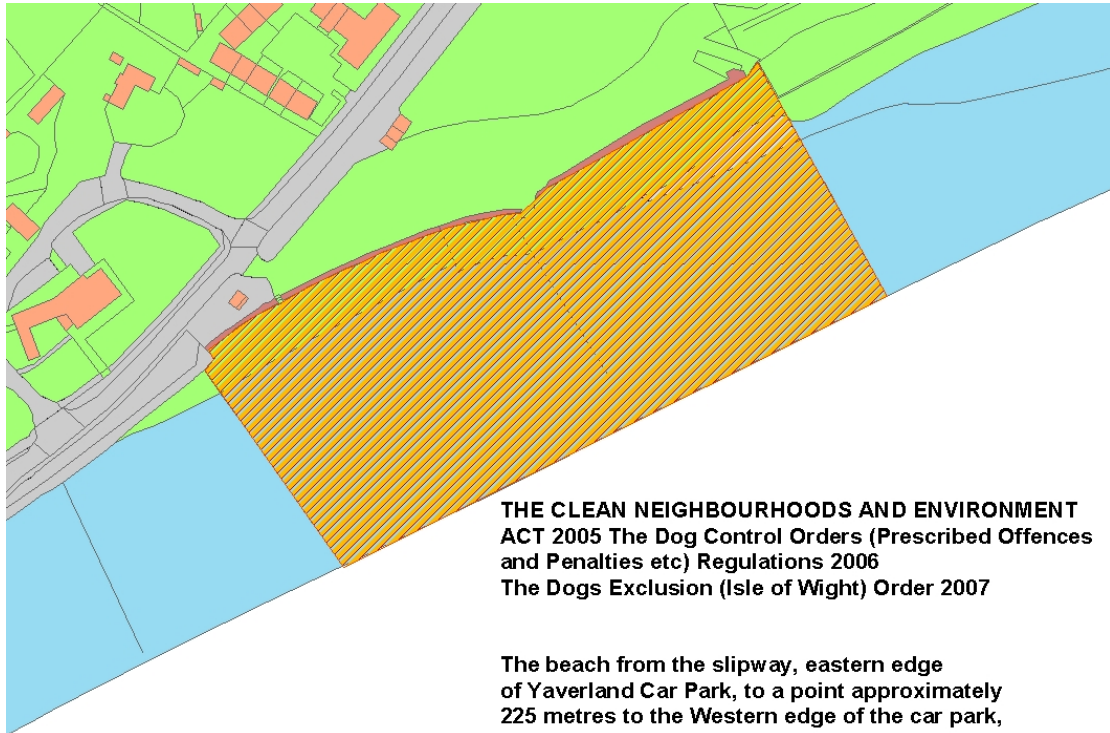 THE CLEAN NEIGHBOURHOODS AND ENVIRONMENT
ACT 2005 The Dog Control Orders (Prescribed Offences
and Penalties etc) Regulations 2006
The Dogs Exclusion (Isle of Wight) Order 2007
The beach from the slipway, eastern edge
of Yaverland Car Park, to a point approximately
225 metres to the Western edge of the car park,